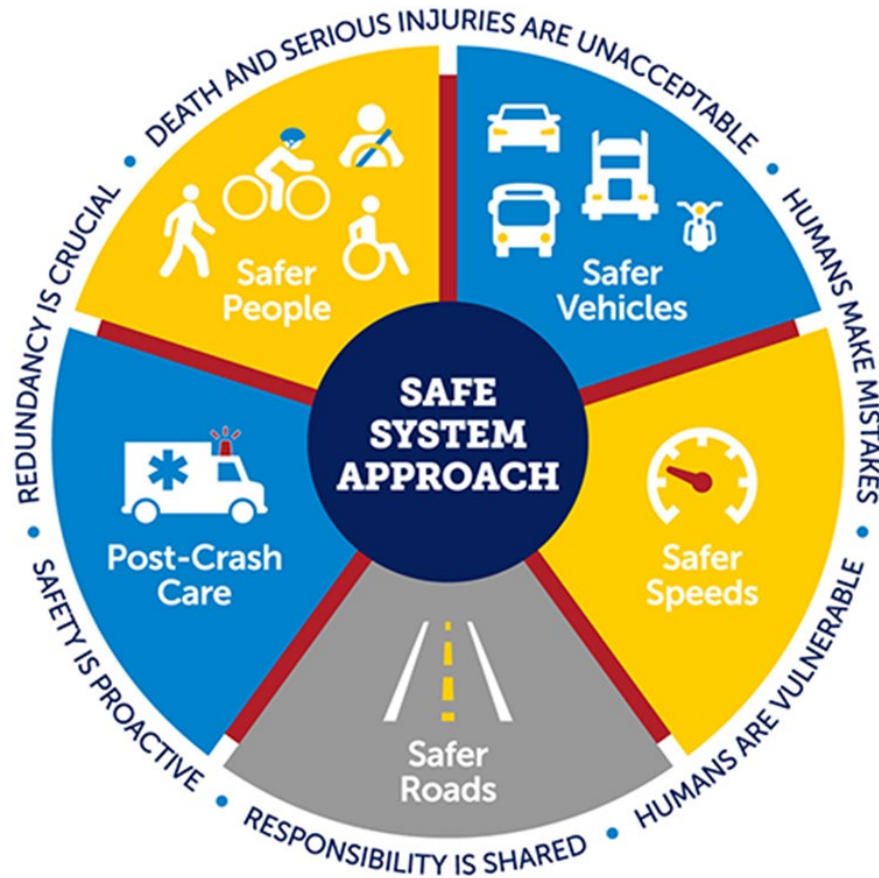 DEATH AND SERIOUS INJURIES ARE UNACCEPTABLE
HUMANS MAKE MISTAKES
HUMANS ARE VULNERABLE
RESPONSIBILITY IS SHARED
SAFETY IS PROACTIVE
REDUNDANCY IS CRUCIAL
Safer
People
Safer
Vehicles
SAFE
SYSTEM
APPROACH
Post-Crash
Care
Safer
Speeds
Safer
Roads